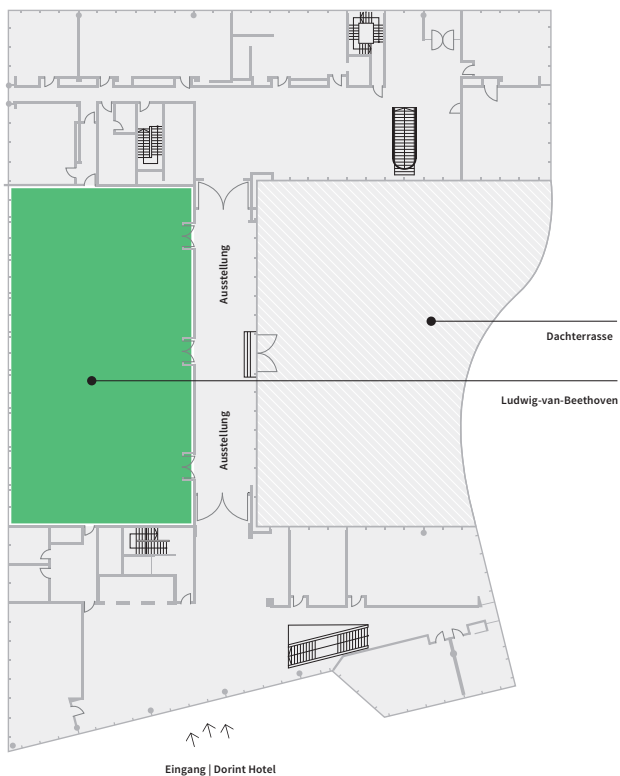 Ausstellung
Dachterrasse
Ludwig-van-Beethoven
Ausstellung
Eingang | Dorint Hotel